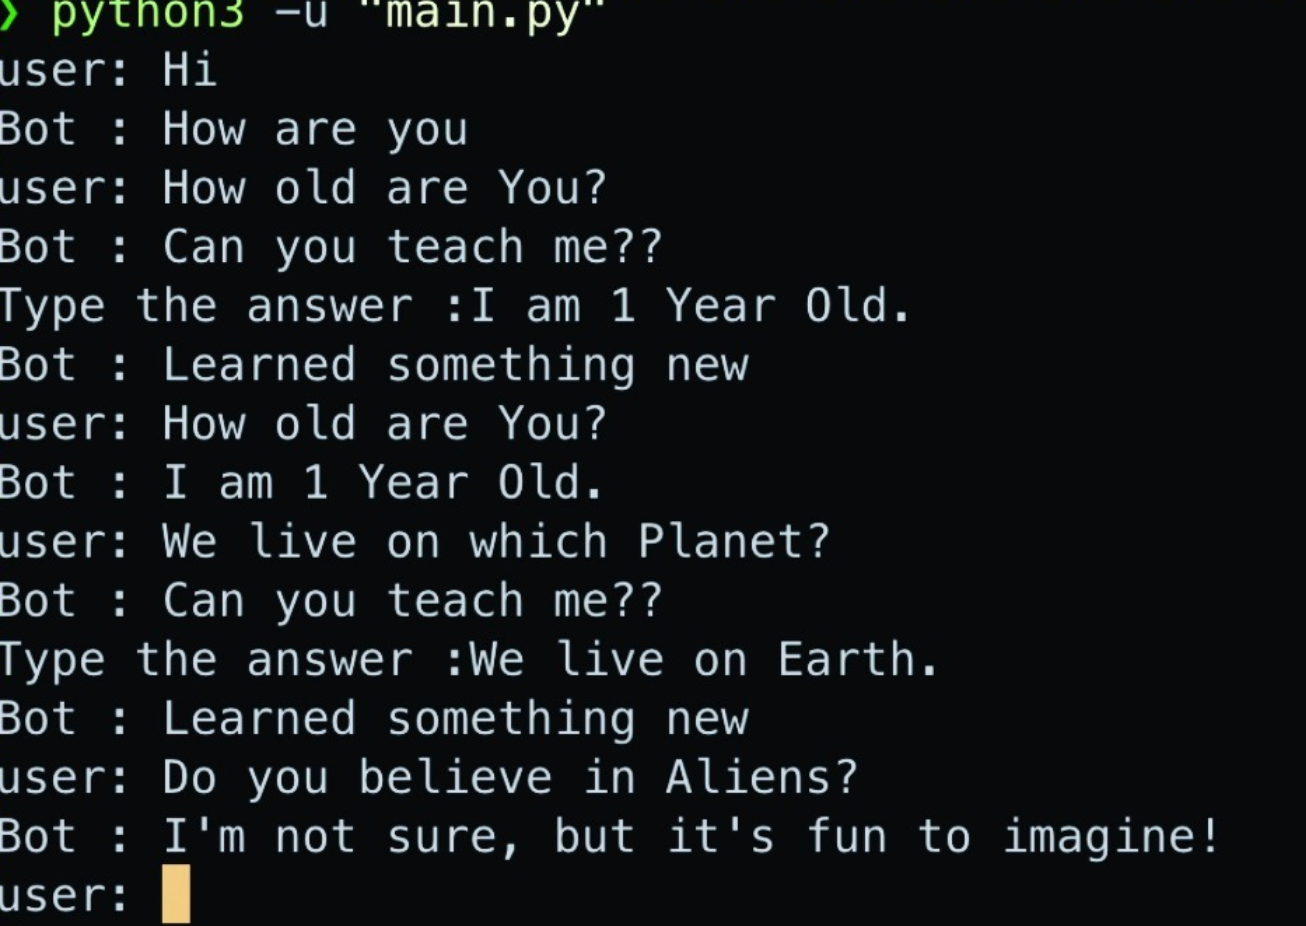 ❯ python3 -u "main.py"
user: Hi
Bot : How are you
user: How old are You?
Bot : Can you teach me??
Type the answer :I am 1 Year Old.
Bot : Learned something new
user: How old are You?
Bot : I am 1 Year Old.
user: We live on which Planet?
Bot : Can you teach me??
Type the answer :We live on Earth.
Bot : Learned something new
user: Do you believe in Aliens?
Bot : I'm not sure, but it's fun to imagine!
user: